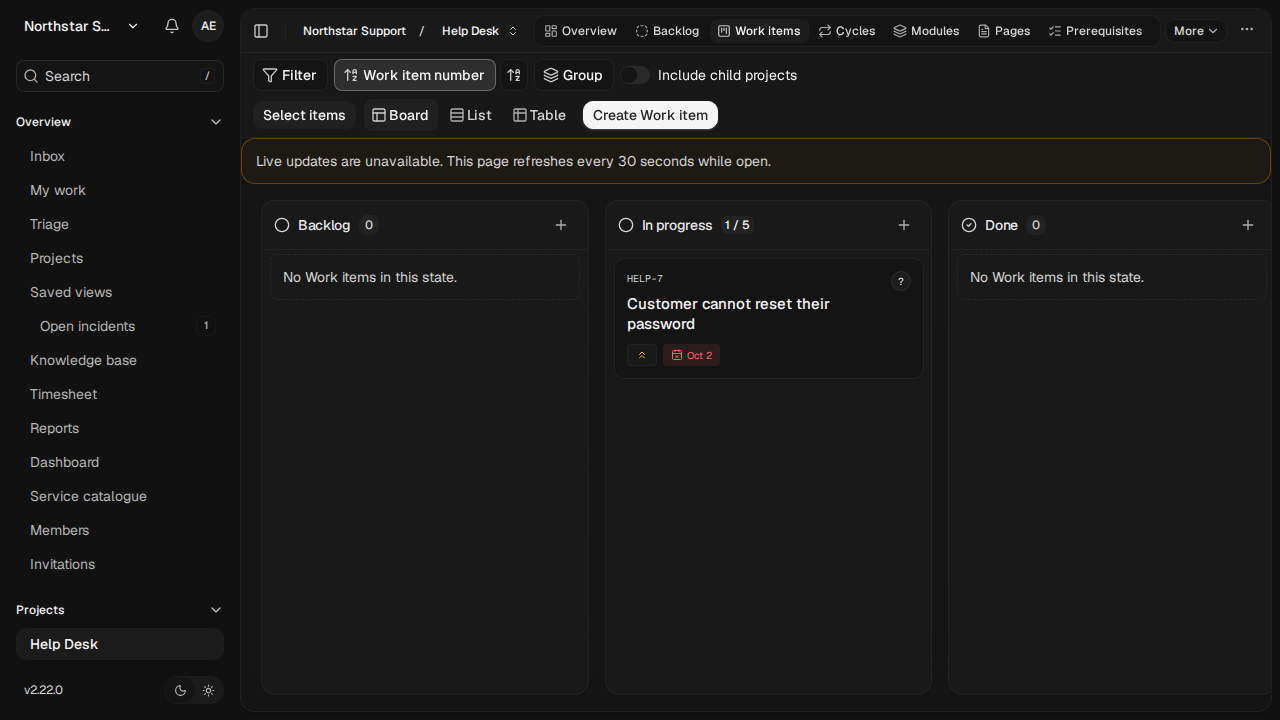 Northstar S...
AE
Search
/
Overview
Inbox
My work
Triage
Projects
Saved views
Open incidents
1
Knowledge base
Timesheet
Reports
Dashboard
Service catalogue
Members
Invitations
Projects
Help Desk
v2.22.0
Northstar Support / Help Desk
Overview
Backlog
Work items
Cycles
Modules
Pages
Prerequisites
More
Filter
Work item number
Group
Include child projects
Select items
Board
List
Table
Create Work item
Live updates are unavailable. This page refreshes every 30 seconds while open.
Backlog 0
No Work items in this state.
In progress 1 / 5
HELP-7
?
Customer cannot reset their
password
Oct 2
Done 0
No Work items in this state.